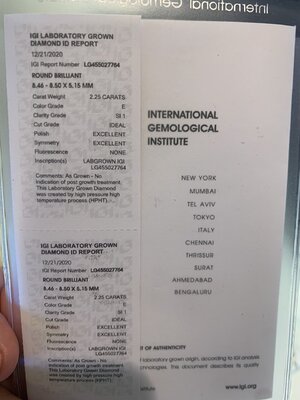 International Gemologic
IGI LABORATORY GROWN
DIAMOND ID REPORT
12/21/2020
IGI Report Number LG455027764
ROUND BRILLIANT
8.46 - 8.50 X 5.15 MM
Carat Weight 2.25 CARATS
Color Grade E
Clarity Grade SI 1
Cut Grade IDEAL
Polish EXCELLENT
Symmetry EXCELLENT
Fluorescence NONE
Inscription(s) LABGROWN IGI
LG455027764
Comments: As Grown - No
indication of post growth treatment.
This Laboratory Grown Diamond
was created by high pressure high
temperature process (HPHT).
IGI LABORATORY GROWN
DIAMOND ID REPORT
12/21/2020
IGI Report Number LG455027764
ROUND BRILLIANT
8.46 - 8.50 X 5.15 MM
Carat Weight 2.25 CARATS
Color Grade E
Clarity Grade SI 1
Cut Grade IDEAL
Polish EXCELLENT
Symmetry EXCELLENT
Fluorescence NONE
Inscription(s) LABGROWN IGI
LG455027764
Comments: As Grown - No
indication of post growth treatment.
This Laboratory Grown Diamond
was created by high pressure high
temperature process (HPHT).
INTERNATIONAL
GEMOLOGICAL
INSTITUTE
NEW YORK
MUMBAI
TEL AVIV
TOKYO
ITALY
CHENNAI
THRISSUR
SURAT
AHMEDABAD
BENGALURU
T OF AUTHENTICITY
laboratory grown origin, according to IGI analysis
hnologies. This document describes its quality
stitute www.igi.org